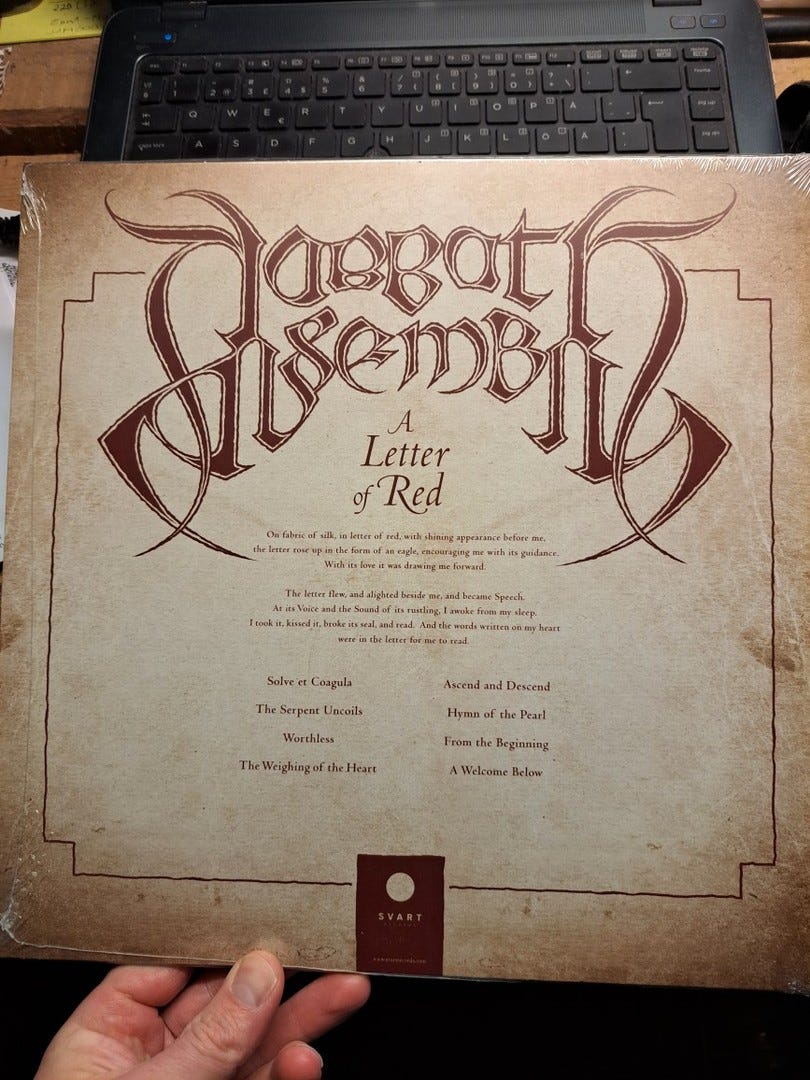 Sabbath
Assembly
A
Letter
of Red
On fabric of silk, in letter of red, with shining appearance before me,
the letter rose up in the form of an eagle, encouraging me with its guidance.
With its love it was drawing me forward.
The letter flew, and alighted beside me, and became Speech.
At its Voice and the Sound of its rustling, I awoke from my sleep.
I took it, kissed it, broke its seal, and read. And the words written on my heart
were in the letter for me to read.
Solve et Coagula
The Serpent Uncoils
Worthless
The Weighing of the Heart
Ascend and Descend
Hymn of the Pearl
From the Beginning
A Welcome Below
SVART
Q W E R T Y U I O P Å
A S D F G H J K L Ö Ä